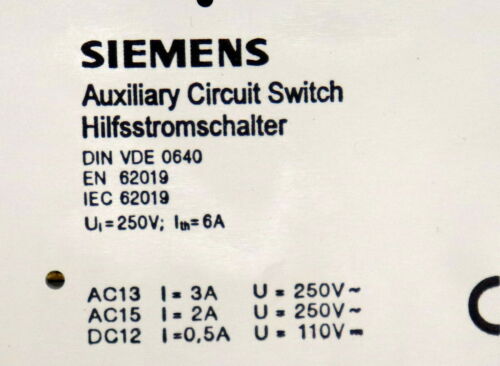 SIEMENS
Auxiliary Circuit Switch
Hilfsstromschalter
DIN VDE 0640
EN 62019
IEC 62019
Ui=250V; Ith=6A
AC13 I= 3A U = 250V~
AC15 I= 2A U = 250V~
DC12 I=0,5A U = 110V⎓